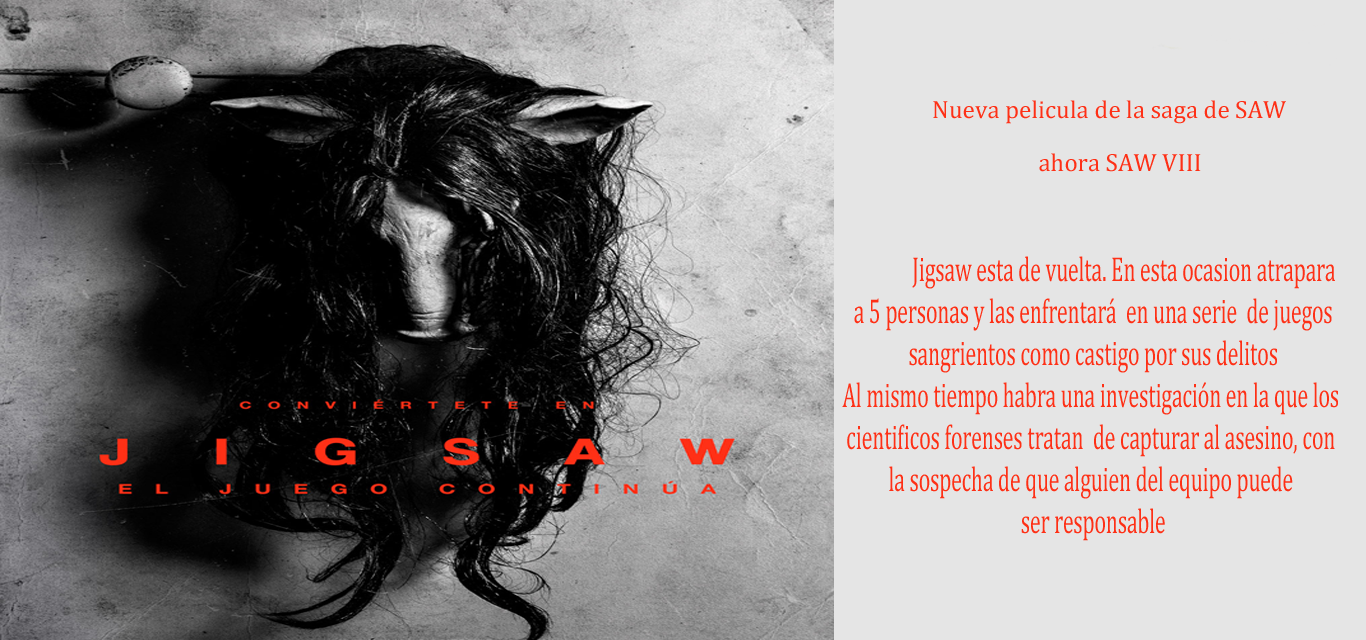 CONVIÉRTETE EN
JIGSAW
EL JUEGO CONTINÚA
Nueva pelicula de la saga de SAW
ahora SAW VIII
Jigsaw esta de vuelta. En esta ocasion atrapara
a 5 personas y las enfrentará en una serie de juegos
sangrientos como castigo por sus delitos
Al mismo tiempo habra una investigación en la que los
cientificos forenses tratan de capturar al asesino, con
la sospecha de que alguien del equipo puede
ser responsable